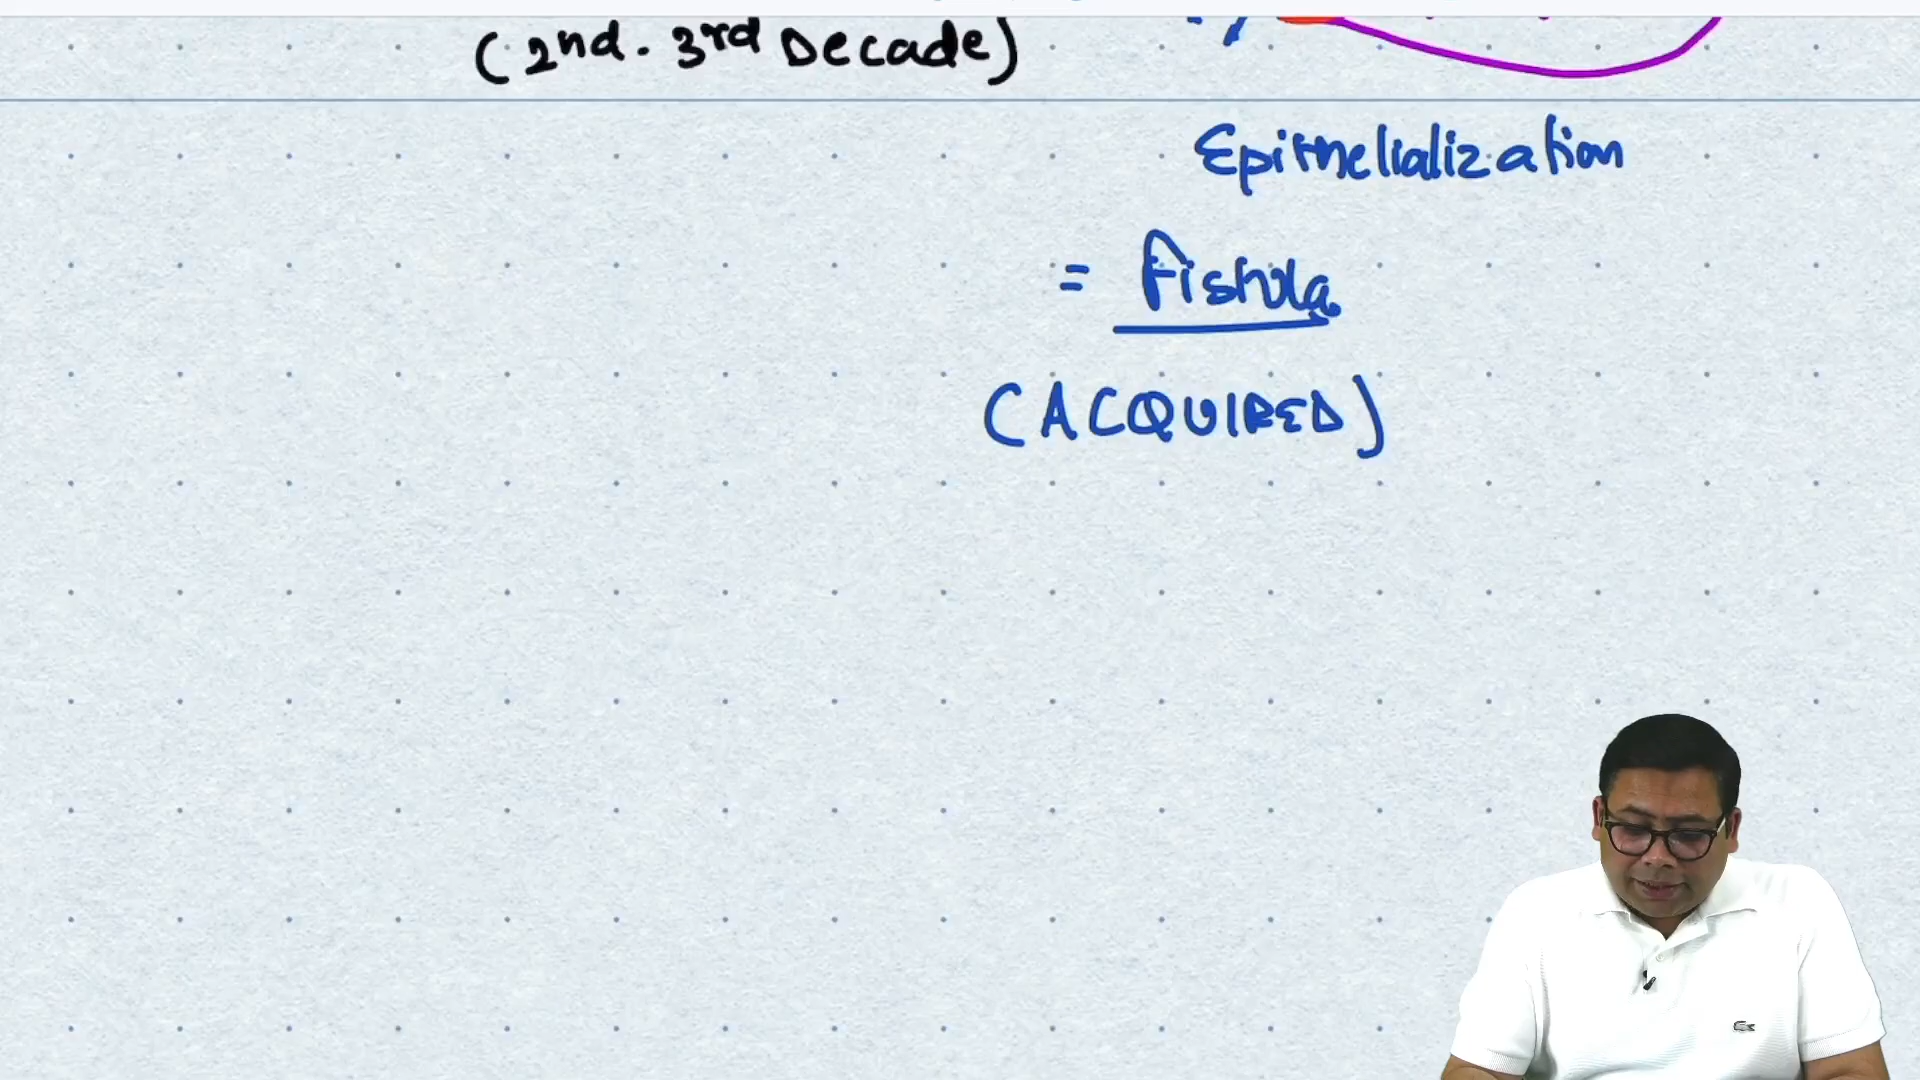 (2nd - 3rd Decade)
Epithelialization
= Fistula
(ACQUIRED)